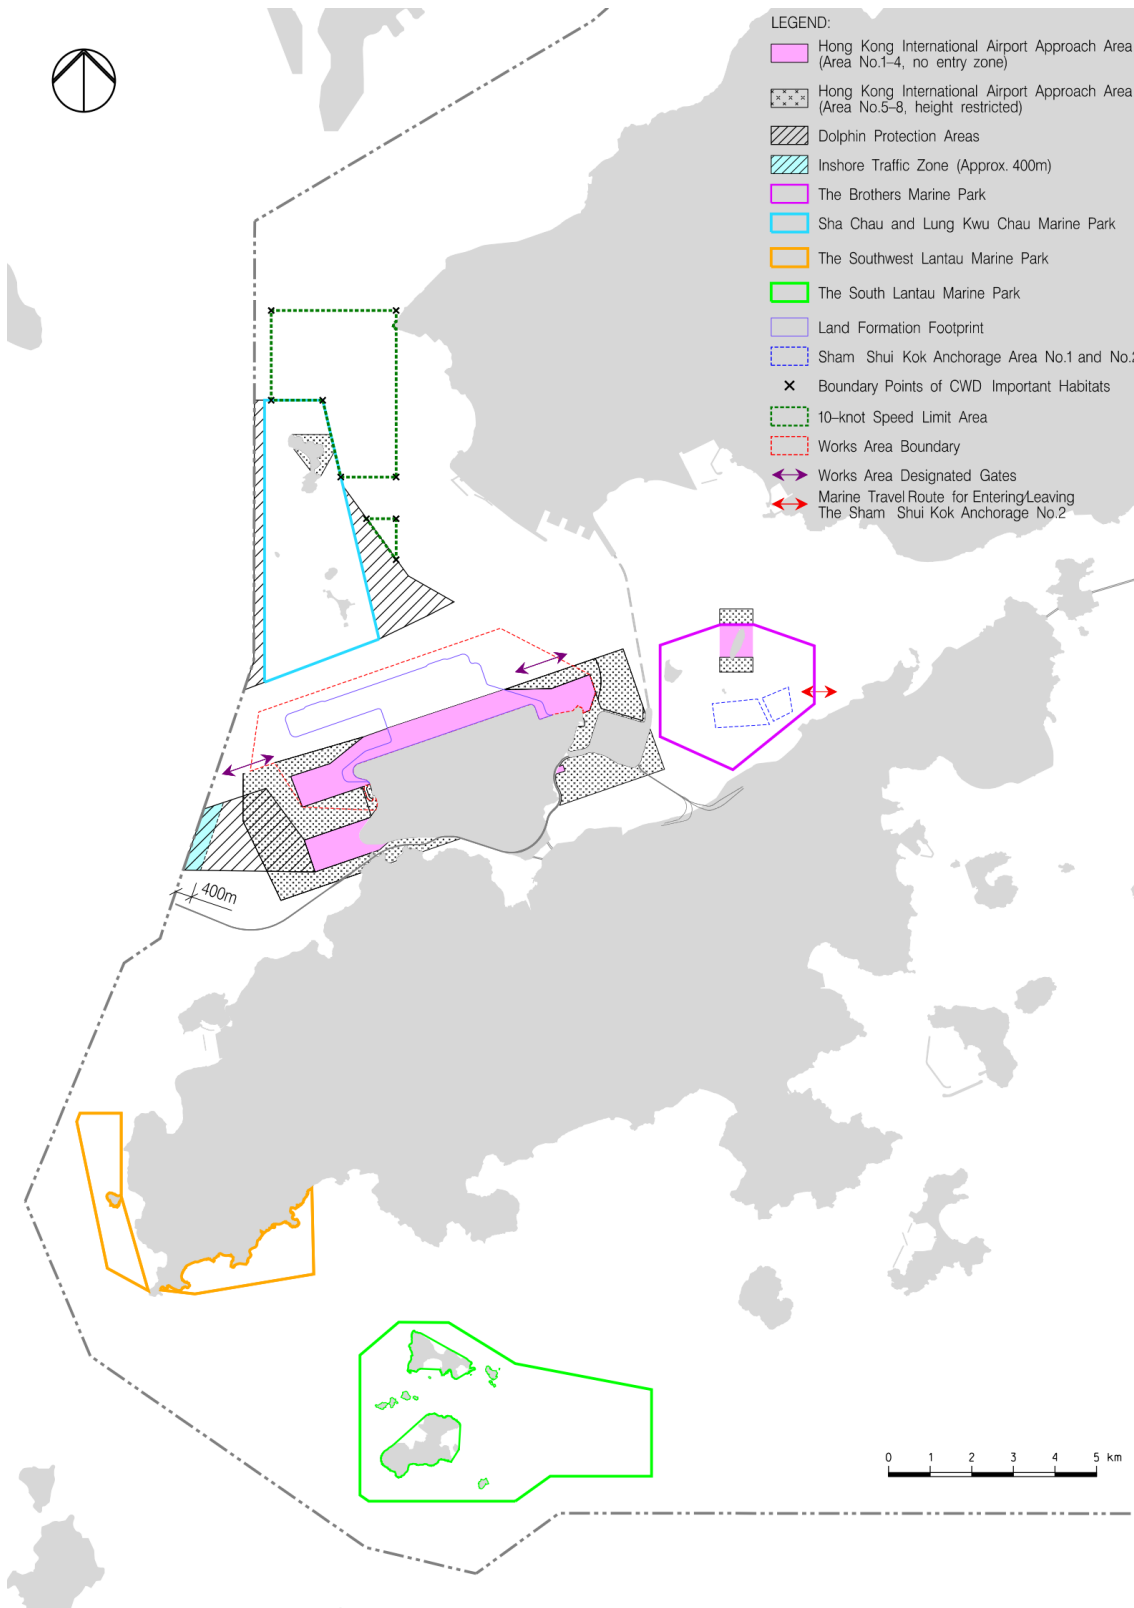 LEGEND:
Hong Kong International Airport Approach Area
(Area No.1–4, no entry zone)
Hong Kong International Airport Approach Area
(Area No.5–8, height restricted)
Dolphin Protection Areas
Inshore Traffic Zone (Approx. 400m)
The Brothers Marine Park
Sha Chau and Lung Kwu Chau Marine Park
The Southwest Lantau Marine Park
The South Lantau Marine Park
Land Formation Footprint
Sham Shui Kok Anchorage Area No.1 and No.2
Boundary Points of CWD Important Habitats
10–knot Speed Limit Area
Works Area Boundary
Works Area Designated Gates
Marine Travel Route for Entering/Leaving
The Sham Shui Kok Anchorage No.2
400m
0 1 2 3 4 5 km